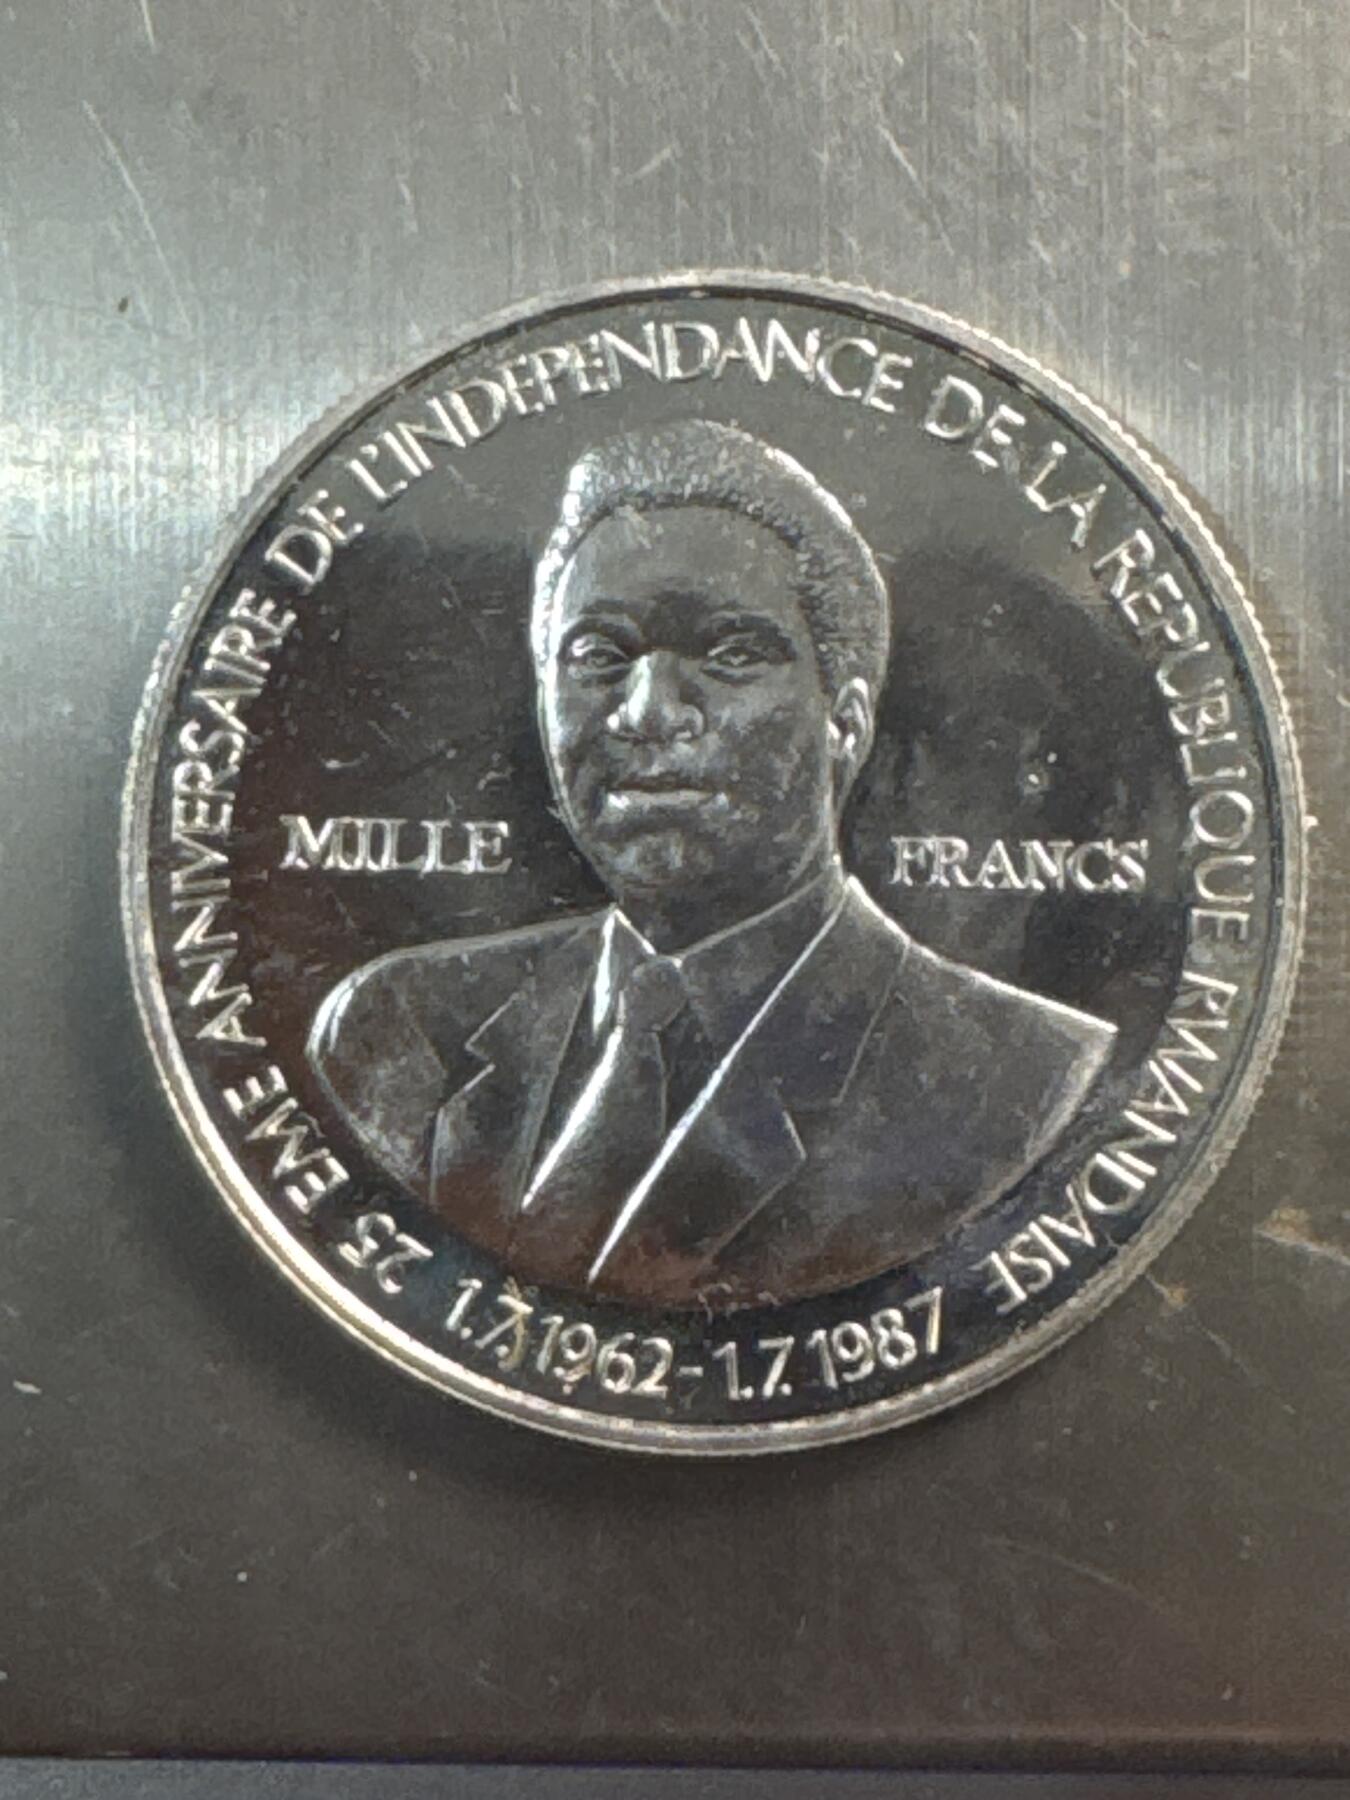 25 EME ANNIVERSAIRE DE L'INDEPENDANCE DE LA REPUBLIQUE RWANDAISE
MILLE FRANCS
1.7.1962-1.7.1987